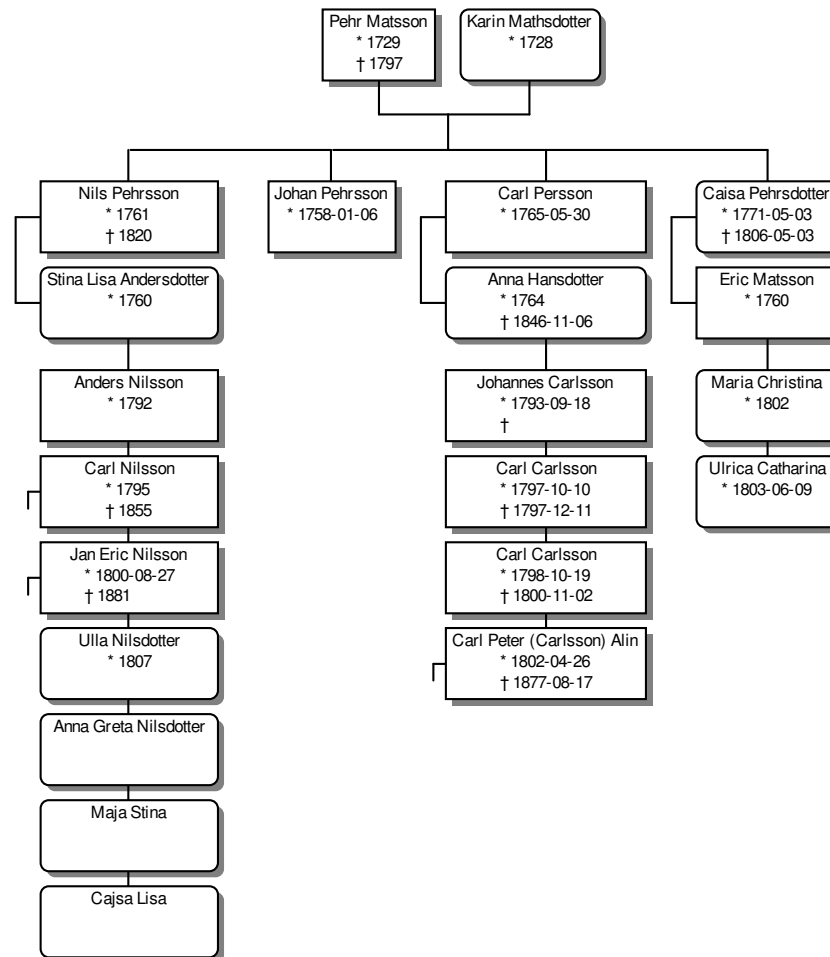 Pehr Matsson
* 1729
† 1797
Karin Mathsdotter
* 1728
Nils Pehrsson
* 1761
† 1820
Stina Lisa Andersdotter
* 1760
Anders Nilsson
* 1792
Carl Nilsson
* 1795
† 1855
Jan Eric Nilsson
* 1800-08-27
† 1881
Ulla Nilsdotter
* 1807
Anna Greta Nilsdotter
Maja Stina
Cajsa Lisa
Johan Pehrsson
* 1758-01-06
Carl Persson
* 1765-05-30
Anna Hansdotter
* 1764
† 1846-11-06
Johannes Carlsson
* 1793-09-18
†
Carl Carlsson
* 1797-10-10
† 1797-12-11
Carl Carlsson
* 1798-10-19
† 1800-11-02
Carl Peter (Carlsson) Alin
* 1802-04-26
† 1877-08-17
Caisa Pehrsdotter
* 1771-05-03
† 1806-05-03
Eric Matsson
* 1760
Maria Christina
* 1802
Ulrica Catharina
* 1803-06-09